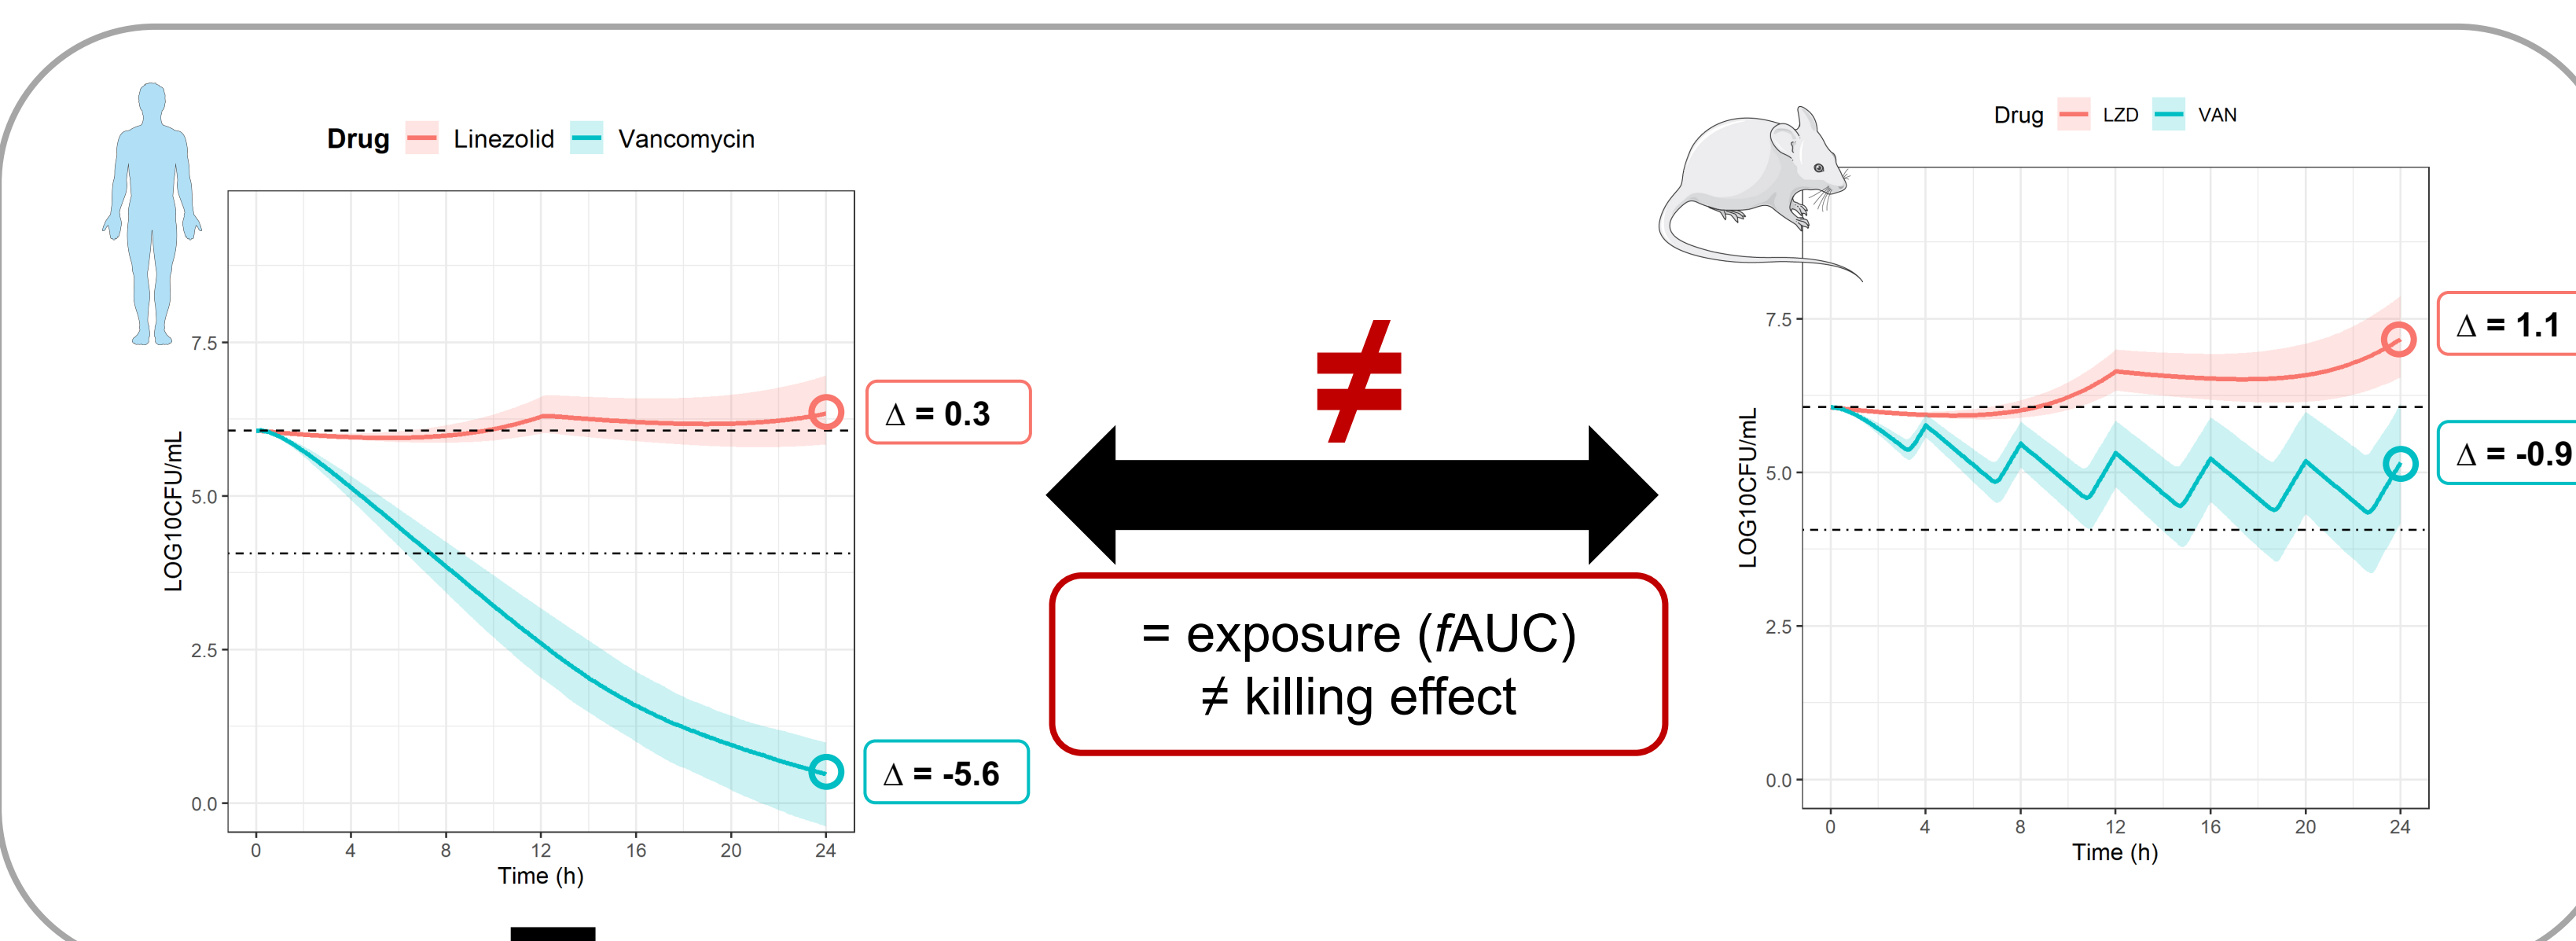 Drug Linezolid Vancomycin
7.5
5.0
2.5
0.0
LOG10CFU/mL
0 4 8 12 16 20 24
Time (h)
Δ = 0.3
Δ = -5.6
≠
= exposure (fAUC)
≠ killing effect
Drug LZD VAN
7.5
5.0
2.5
0.0
LOG10CFU/mL
0 4 8 12 16 20 24
Time (h)
Δ = 1.1
Δ = -0.9